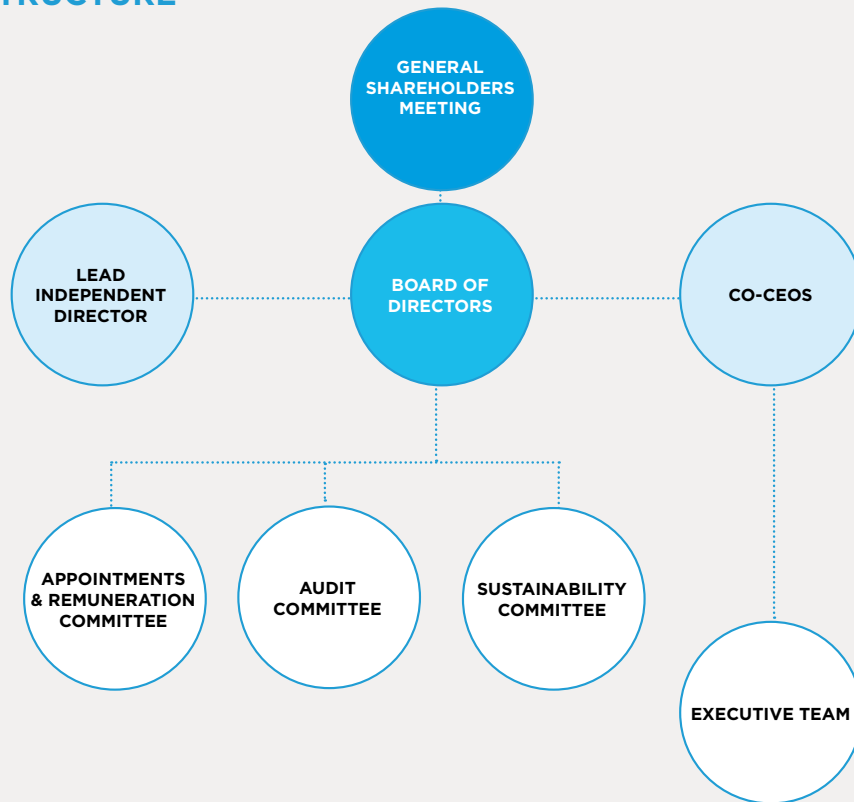 STRUCTURE
GENERAL
SHAREHOLDERS
MEETING
LEAD
INDEPENDENT
DIRECTOR
BOARD OF
DIRECTORS
CO-CEOS
APPOINTMENTS
& REMUNERATION
COMMITTEE
AUDIT
COMMITTEE
SUSTAINABILITY
COMMITTEE
EXECUTIVE TEAM